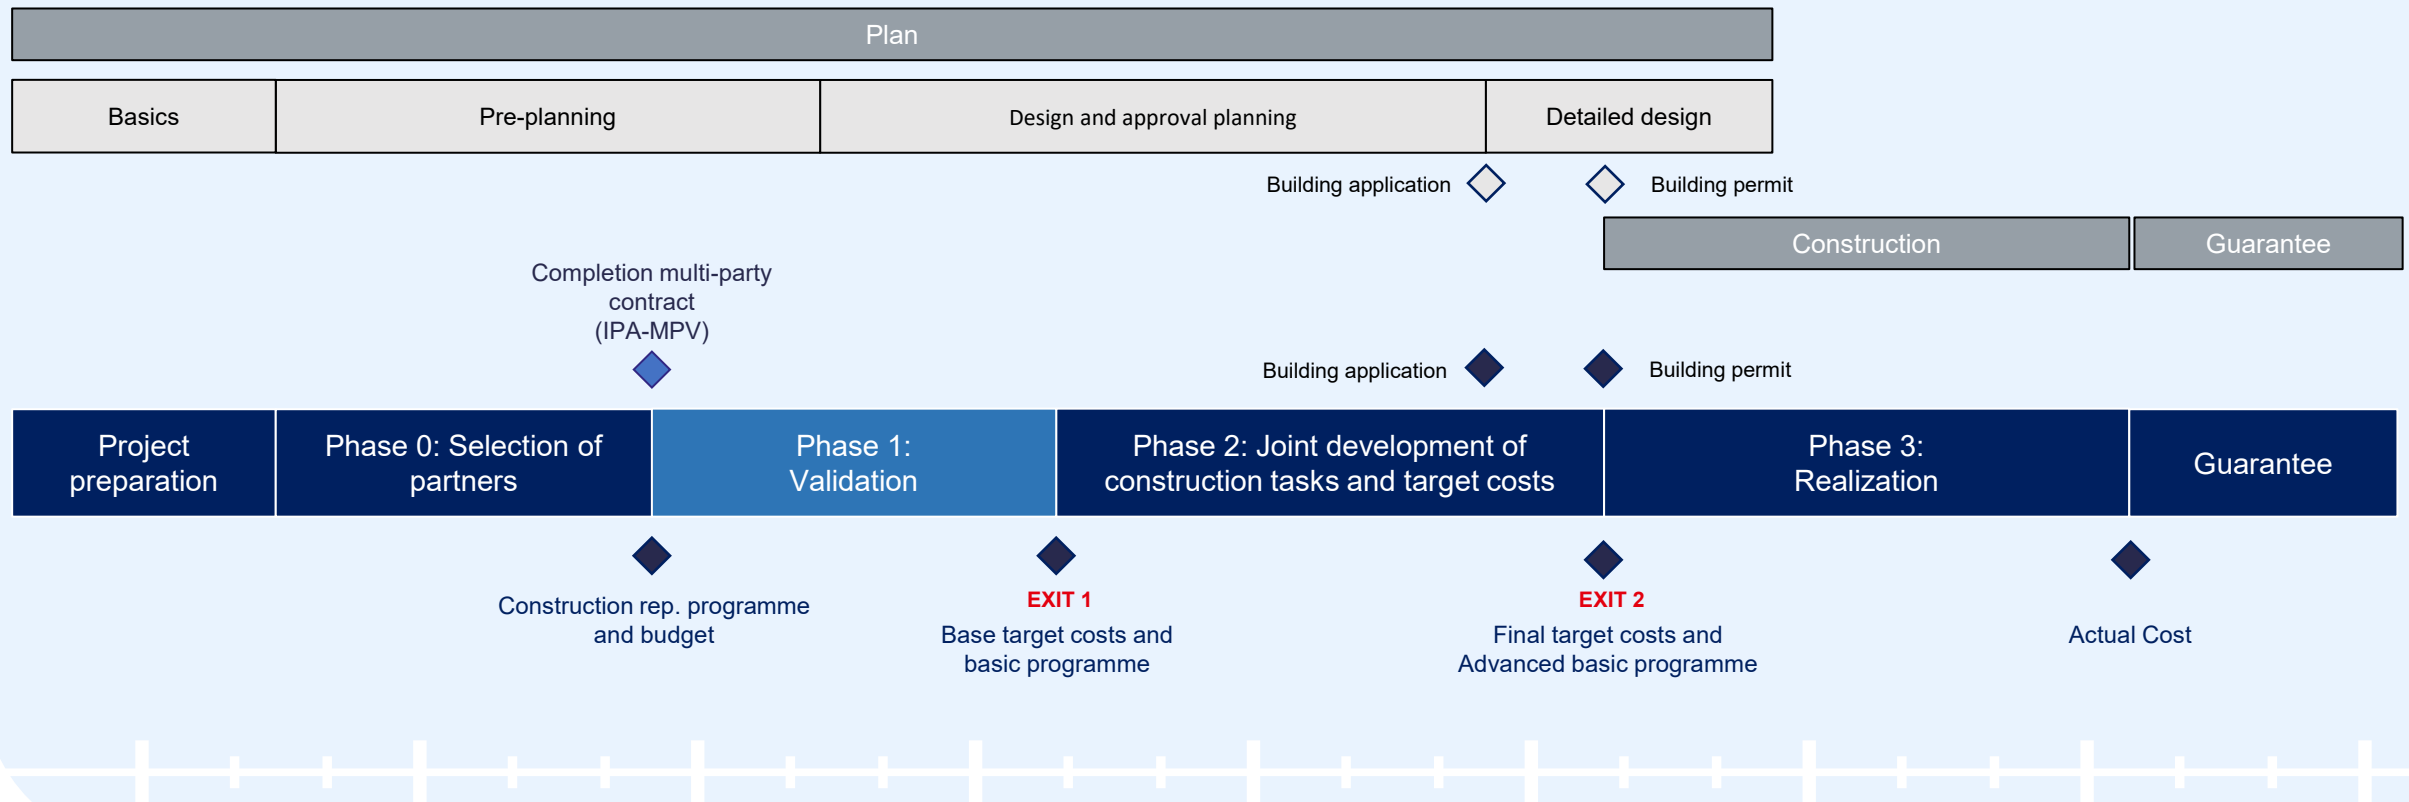 Plan
Basics
Pre-planning
Design and approval planning
Detailed design
Building application
Building permit
Construction
Guarantee
Completion multi-party
contract
(IPA-MPV)
Building application
Building permit
Project
preparation
Phase 0: Selection of
partners
Phase 1:
Validation
Phase 2: Joint development of
construction tasks and target costs
Phase 3:
Realization
Guarantee
Construction rep. programme
and budget
EXIT 1
Base target costs and
basic programme
EXIT 2
Final target costs and
Advanced basic programme
Actual Cost